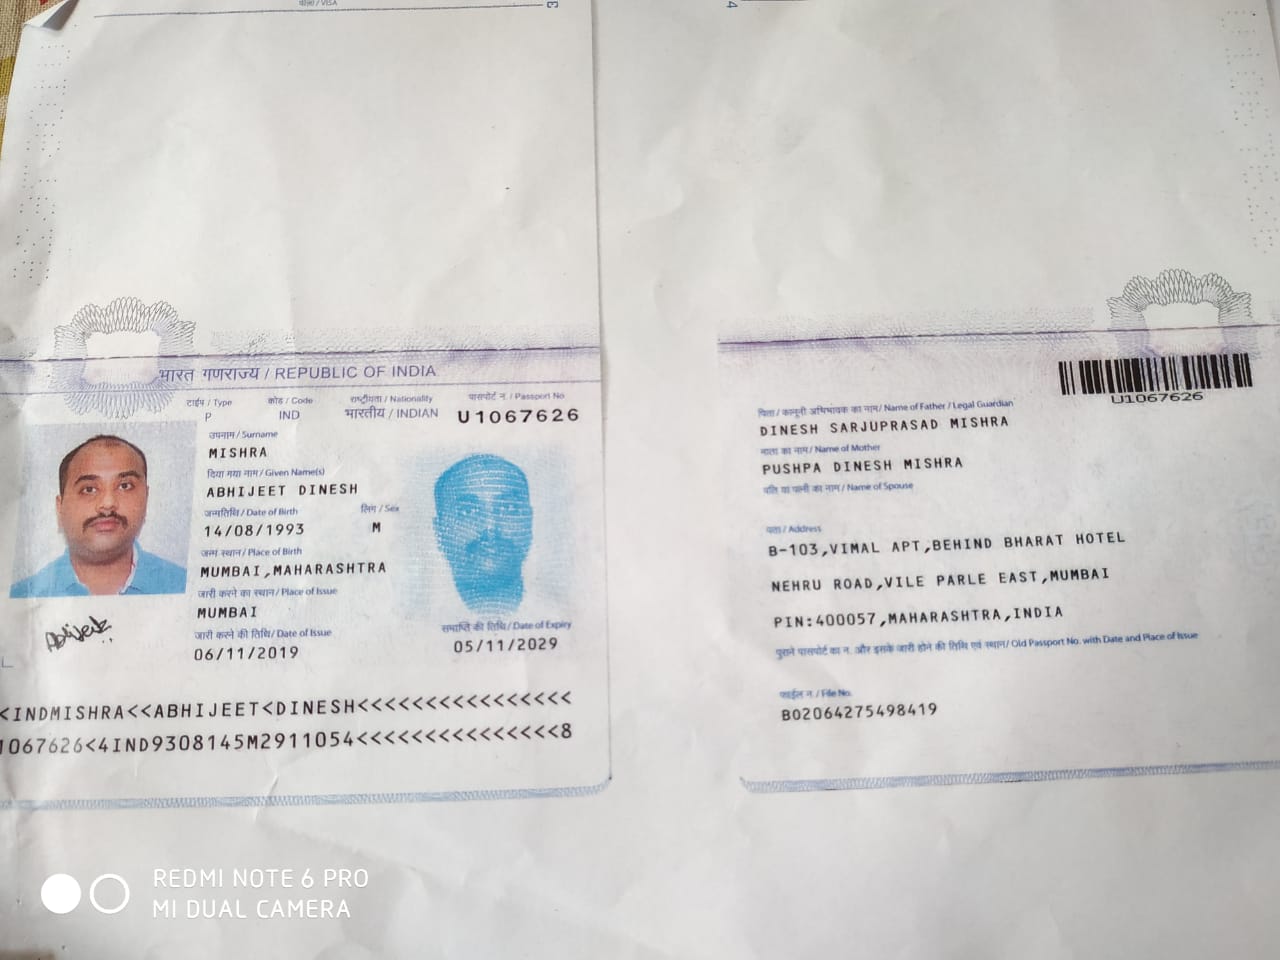 वीज़ा / VISA
3
4
भारत गणराज्य / REPUBLIC OF INDIA
टाईप / Type
कोड / Code
राष्ट्रीयता / Nationality
पासपोर्ट न. / Passport No
P
IND
भारतीय / INDIAN
U1067626
उपनाम / Surname
MISHRA
दिया गया नाम / Given Name(s)
ABHIJEET DINESH
जन्मतिथि / Date of Birth
लिंग / Sex
14/08/1993
M
जन्म स्थान / Place of Birth
MUMBAI,MAHARASHTRA
जारी करने का स्थान / Place of Issue
MUMBAI
जारी करने की तिथि / Date of Issue
समाप्ति की तिथि / Date of Expiry
06/11/2019
05/11/2029
Abhijeet
<INDMISHRA<<ABHIJEET<DINESH<<<<<<<<<<<<<<<<<
1067626<4IND9308145M2911054<<<<<<<<<<<<<<<8
U1067626
पिता / कानूनी अभिभावक का नाम / Name of Father / Legal Guardian
DINESH SARJUPRASAD MISHRA
माता का नाम / Name of Mother
PUSHPA DINESH MISHRA
पति या पत्नी का नाम / Name of Spouse
पता / Address
B-103,VIMAL APT,BEHIND BHARAT HOTEL
NEHRU ROAD,VILE PARLE EAST,MUMBAI
PIN:400057,MAHARASHTRA,INDIA
पुराने पासपोर्ट का न. और इसके जारी होने की तिथि एवं स्थान / Old Passport No. with Date and Place of Issue
फाईल न / File No.
BO2064275498419
REDMI NOTE 6 PRO
MI DUAL CAMERA